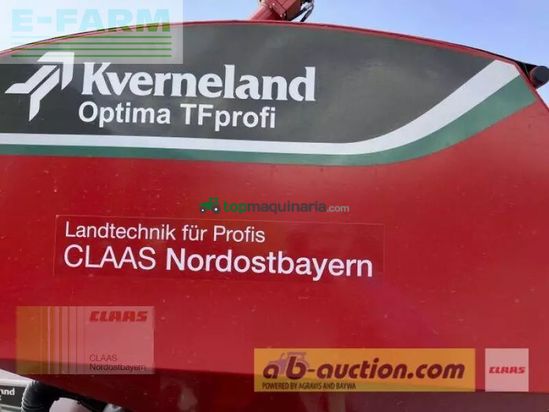 E-FARM
Kverneland
Optima TFprofi
topmaquinaria.com
Landtechnik für Profis
CLAAS Nordostbayern
CLAAS
CLAAS
Nordostbayern
ab-auction.com
POWERED BY AGRAVIS AND BAYWA
CLAAS
Kverneland